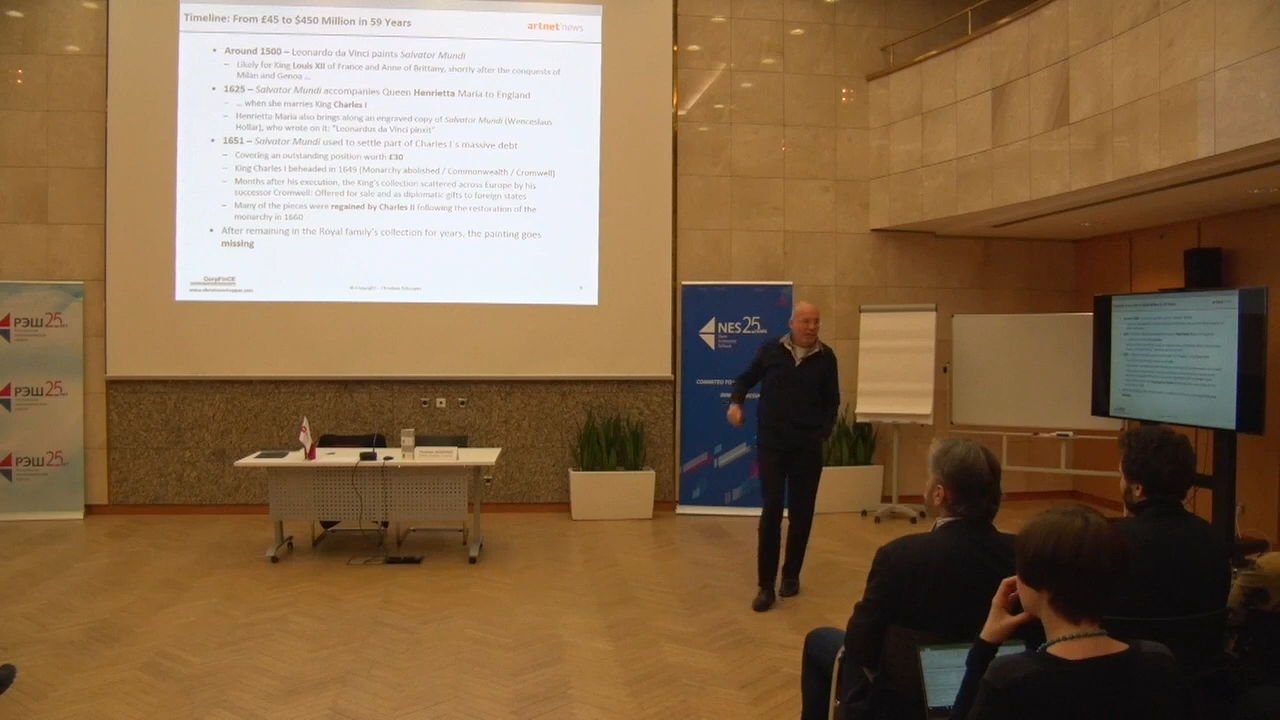 Timeline: From £45 to $450 Million in 59 Years
artnet news
• Around 1500 – Leonardo da Vinci paints Salvator Mundi
– Likely for King Louis XII of France and Anne of Brittany, shortly after the conquests of
Milan and Genoa ...
• 1625 – Salvator Mundi accompanies Queen Henrietta Maria to England
– ... when she marries King Charles I
– Henrietta Maria also brings along an engraved copy of Salvator Mundi (Wenceslaus
Hollar), who wrote on it: "Leonardus da Vinci pinxit"
• 1651 – Salvator Mundi used to settle part of Charles I's massive debt
– Covering an outstanding position worth £30
– King Charles I beheaded in 1649 (Monarchy abolished / Commonwealth / Cromwell)
– Months after his execution, the King's collection scattered across Europe by his
successor Cromwell: Offered for sale and as diplomatic gifts to foreign states
– Many of the pieces were regained by Charles II following the restoration of the
monarchy in 1660
• After remaining in the Royal family's collection for years, the painting goes
missing
РЭШ 25
РЭШ 25
РЭШ 25
NES 25
New
Economic
School
COMMITED TO